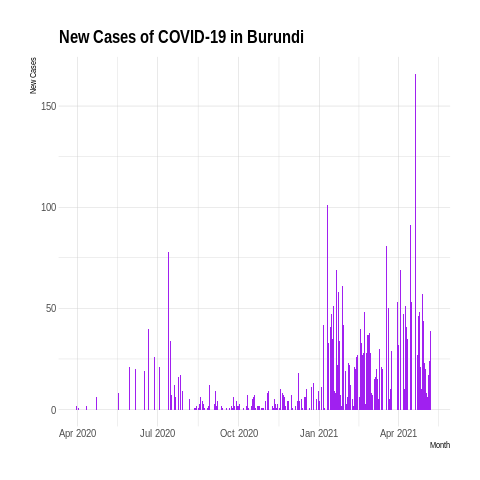 New Cases of COVID-19 in Burundi
New Cases
150
100
50
0
Apr 2020 Jul 2020 Oct 2020 Jan 2021 Apr 2021
Month